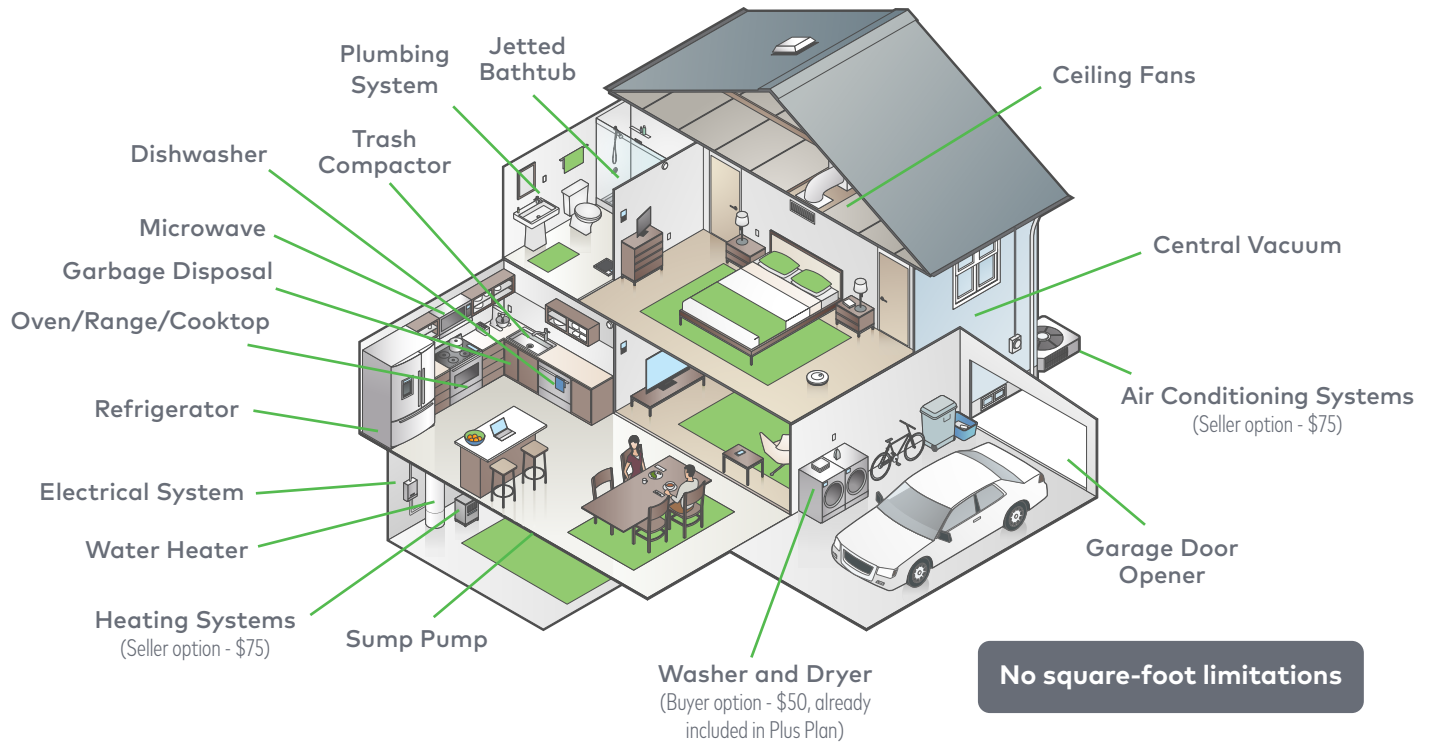 Plumbing
System
Jetted
Bathtub
Ceiling Fans
Trash
Compactor
Dishwasher
Microwave
Central Vacuum
Garbage Disposal
Oven/Range/Cooktop
Air Conditioning Systems
(Seller option - $75)
Refrigerator
Electrical System
Water Heater
Garage Door
Opener
Heating Systems
(Seller option - $75)
Sump Pump
Washer and Dryer
(Buyer option - $50, already
included in Plus Plan)
No square-foot limitations